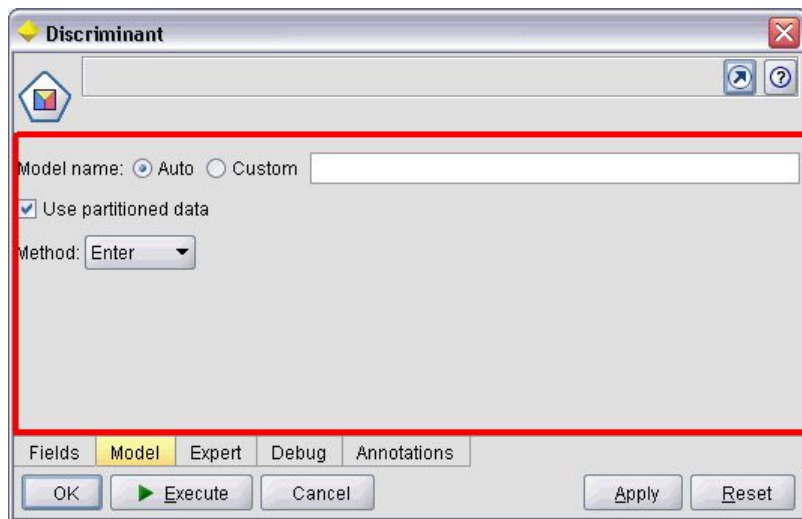 Discriminant
Model name: Auto Custom
Use partitioned data
Method: Enter
Fields Model Expert Debug Annotations
OK Execute Cancel Apply Reset